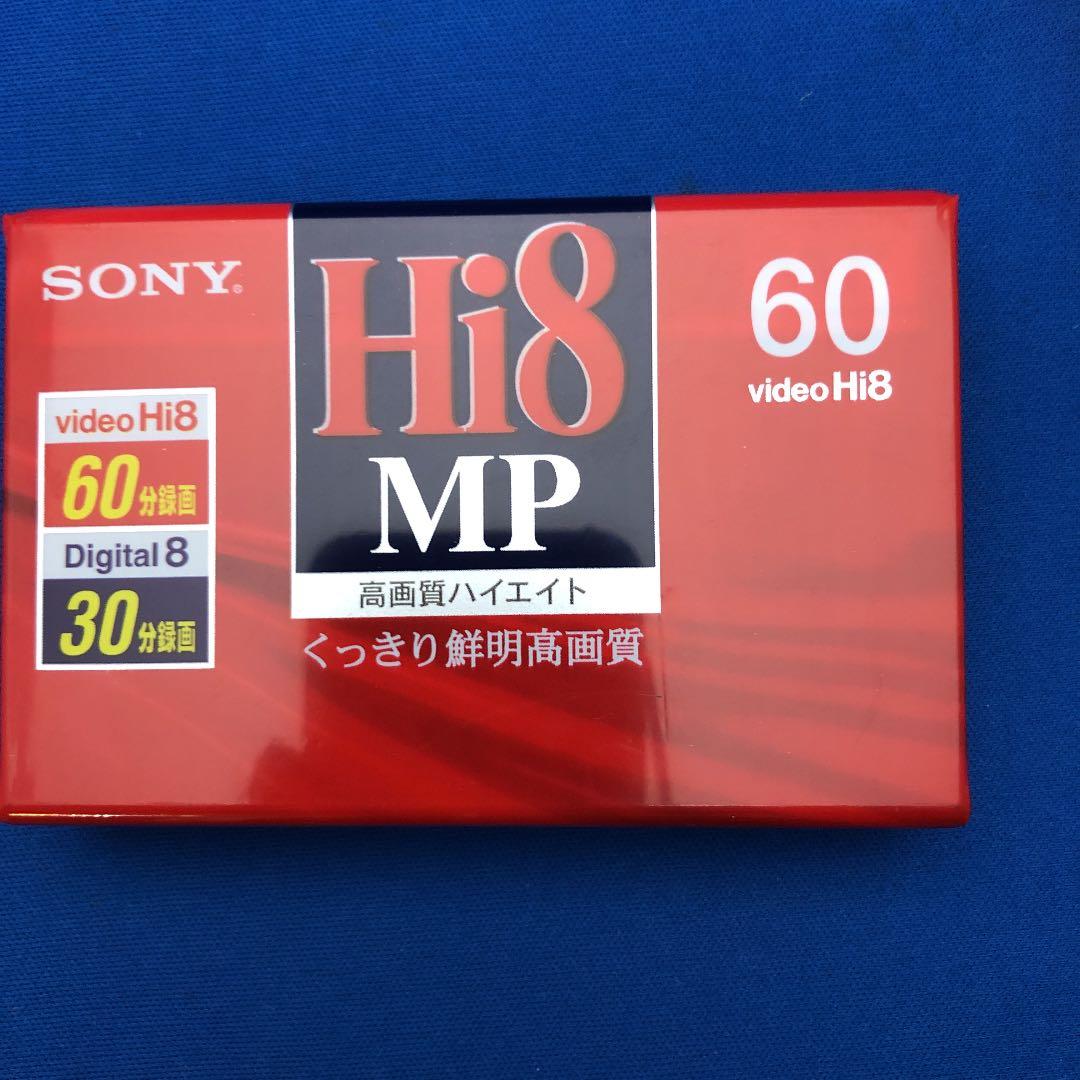 SONY®
Hi8
MP
高画質ハイエイト
くっきり鮮明高画質
60
video Hi8
video Hi8
60分録画
Digital 8
30分録画